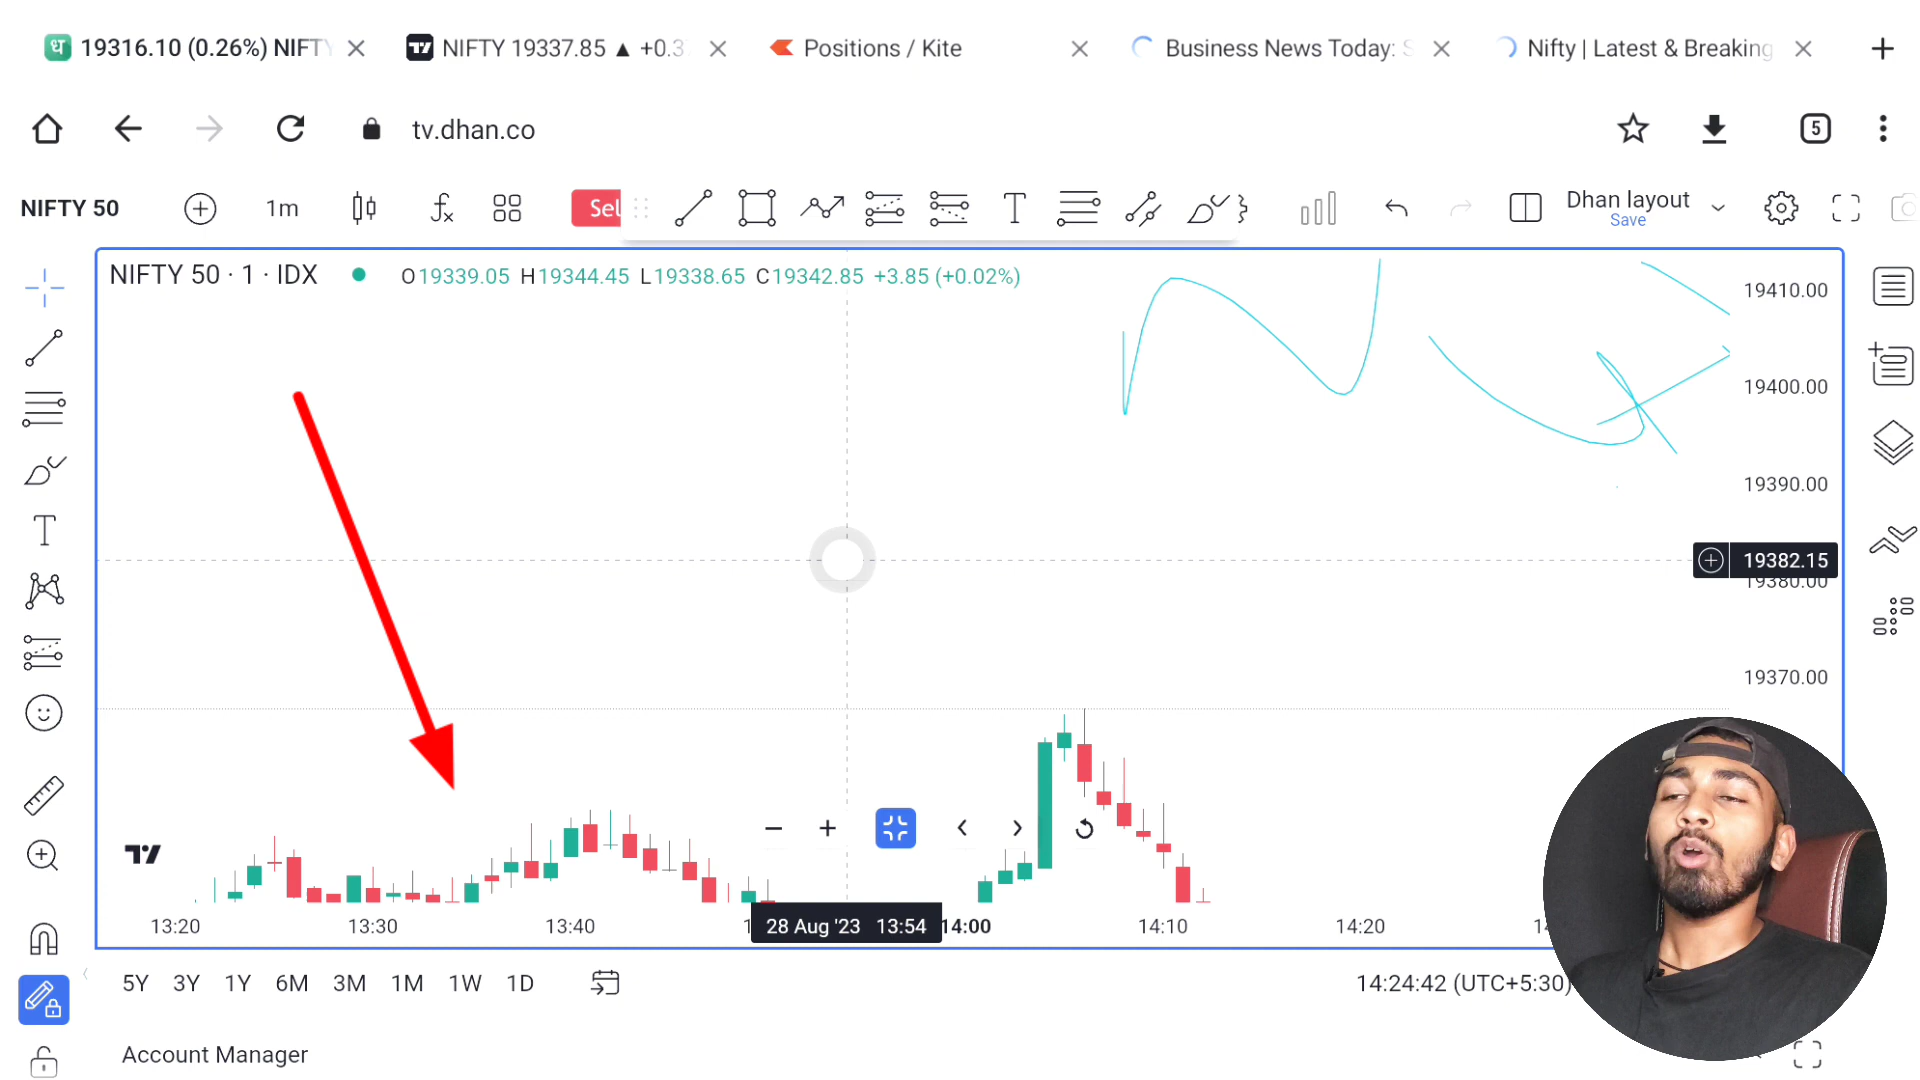 19316.10 (0.26%) NIFTY
NIFTY 19337.85 ▲ +0.3
Positions / Kite
Business News Today: S
Nifty | Latest & Breaking
tv.dhan.co
5
NIFTY 50
1m
Sel
Dhan layout
Save
NIFTY 50 · 1 · IDX
O19339.05 H19344.45 L19338.65 C19342.85 +3.85 (+0.02%)
19410.00
19400.00
19390.00
19382.15
19380.00
19370.00
13:20
13:30
13:40
28 Aug '23 13:54
14:00
14:10
14:20
5Y 3Y 1Y 6M 3M 1M 1W 1D
14:24:42 (UTC+5:30)
Account Manager